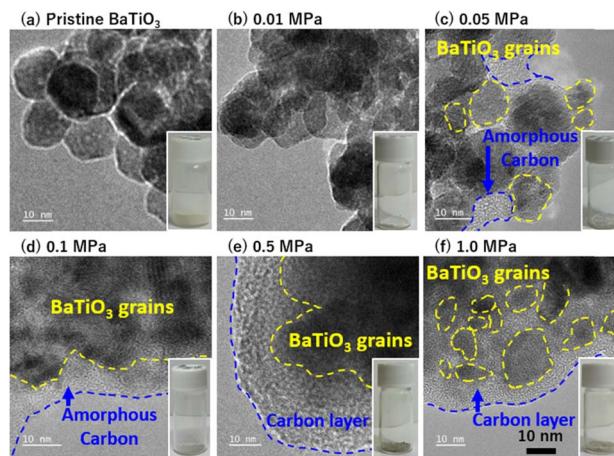 (a) Pristine BaTiO₃
10 nm
(b) 0.01 MPa
10 nm
(c) 0.05 MPa
BaTiO₃ grains
Amorphous
Carbon
10 nm
(d) 0.1 MPa
BaTiO₃ grains
Amorphous
Carbon
10 nm
(e) 0.5 MPa
BaTiO₃ grains
Carbon layer
10 nm
(f) 1.0 MPa
BaTiO₃ grains
Carbon layer
10 nm
10 nm